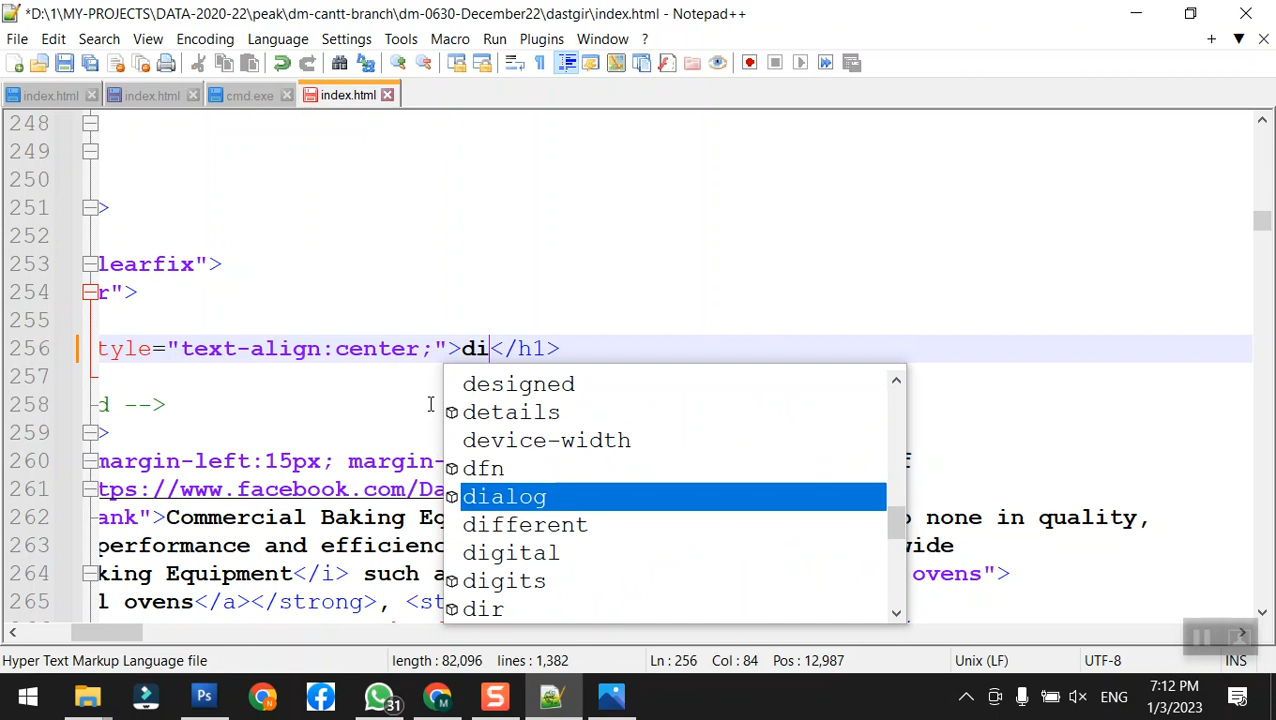 *D:\1\MY-PROJECTS\DATA-2020-22\peak\dm-cantt-branch\dm-0630-December22\dastgir\index.html - Notepad++
File Edit Search View Encoding Language Settings Tools Macro Run Plugins Window ?
index.html index.html cmd.exe index.html
248
249
250
251 >
252
253 learfix">
254 r">
255
256 tyle="text-align:center;">di</h1>
257
258 d -->
259 >
260 margin-left:15px; margin-
261 tps://www.facebook.com/Da
262 ank">Commercial Baking Eq o none in quality,
263 performance and efficienc wide
264 king Equipment</i> such a ovens">
265 l ovens</a></strong>, <st
designed
details
device-width
dfn
dialog
different
digital
digits
dir
Hyper Text Markup Language file length : 82,096 lines : 1,382 Ln : 256 Col : 84 Pos : 12,987 Unix (LF) UTF-8 INS
31 ENG 7:12 PM
1/3/2023